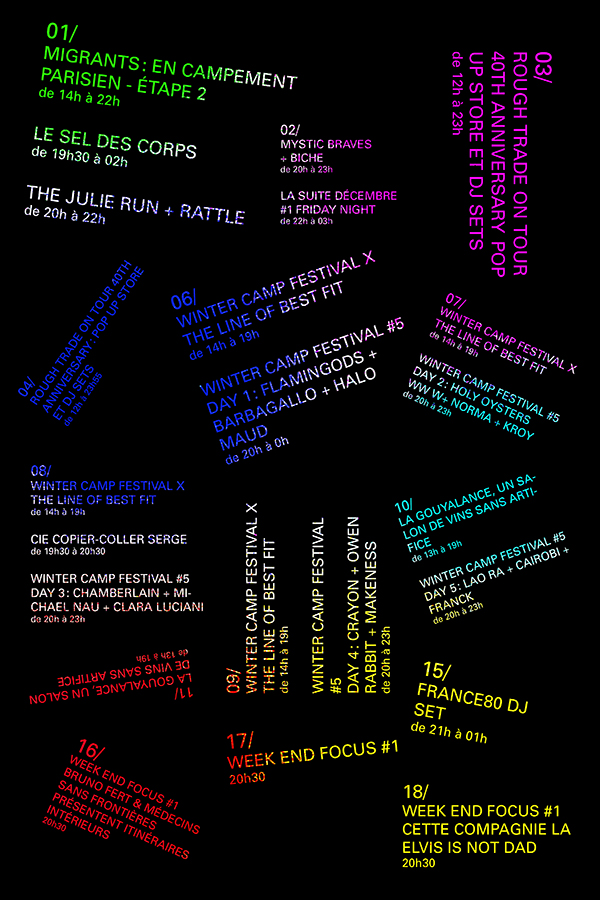 01/
MIGRANTS : EN CAMPEMENT
PARISIEN - ÉTAPE 2
de 14h à 22h
LE SEL DES CORPS
de 19h30 à 02h
THE JULIE RUN + RATTLE
de 20h à 22h
02/
MYSTIC BRAVES
+ BICHE
de 20h à 23h
LA SUITE DÉCEMBRE
#1 FRIDAY NIGHT
de 22h à 03h
03/
ROUGH TRADE ON TOUR
40TH ANNIVERSARY POP
UP STORE ET DJ SETS
de 12h à 23h
04/
ROUGH TRADE ON TOUR 40TH
ANNIVERSARY : POP UP STORE
ET DJ SETS
06/
WINTER CAMP FESTIVAL X
THE LINE OF BEST FIT
de 14h à 19h
WINTER CAMP FESTIVAL #5
DAY 1 : FLAMINGODS +
BARBAGALLO + HALO
MAUD
de 20h à 0h
07/
WINTER CAMP FESTIVAL X
THE LINE OF BEST FIT
de 14h à 19h
WINTER CAMP FESTIVAL #5
DAY 2 : HOLY OYSTERS
WW W+ NORMA + KROY
de 20h à 23h
08/
WINTER CAMP FESTIVAL X
THE LINE OF BEST FIT
de 14h à 19h
CIE COPIER-COLLER SERGE
de 19h30 à 20h30
WINTER CAMP FESTIVAL #5
DAY 3 : CHAMBERLAIN + MI-
CHAEL NAU + CLARA LUCIANI
de 20h à 23h
09/
WINTER CAMP FESTIVAL X
THE LINE OF BEST FIT
de 14h à 19h
WINTER CAMP FESTIVAL
#5
DAY 4 : CRAYON + OWEN
RABBIT + MAKENESS
de 20h à 23h
10/
LA GOUYALANCE, UN SA-
LON DE VINS SANS ARTI-
FICE
de 13h à 19h
WINTER CAMP FESTIVAL #5
DAY 5 : LAO RA + CAIROBI +
FRANCK
de 20h à 23h
11/
LA GOUYALANCE, UN SALON
DE VINS SANS ARTIFICE
de 13h à 19h
15/
FRANCE80 DJ
SET
de 21h à 01h
16/
WEEK END FOCUS #1
BRUNO FERT & MÉDECINS
SANS FRONTIÈRES
PRÉSENTENT ITINÉRAIRES
INTÉRIEURS
20h30
17/
WEEK END FOCUS #1
20h30
18/
WEEK END FOCUS #1
CETTE COMPAGNIE LA
ELVIS IS NOT DAD
20h30